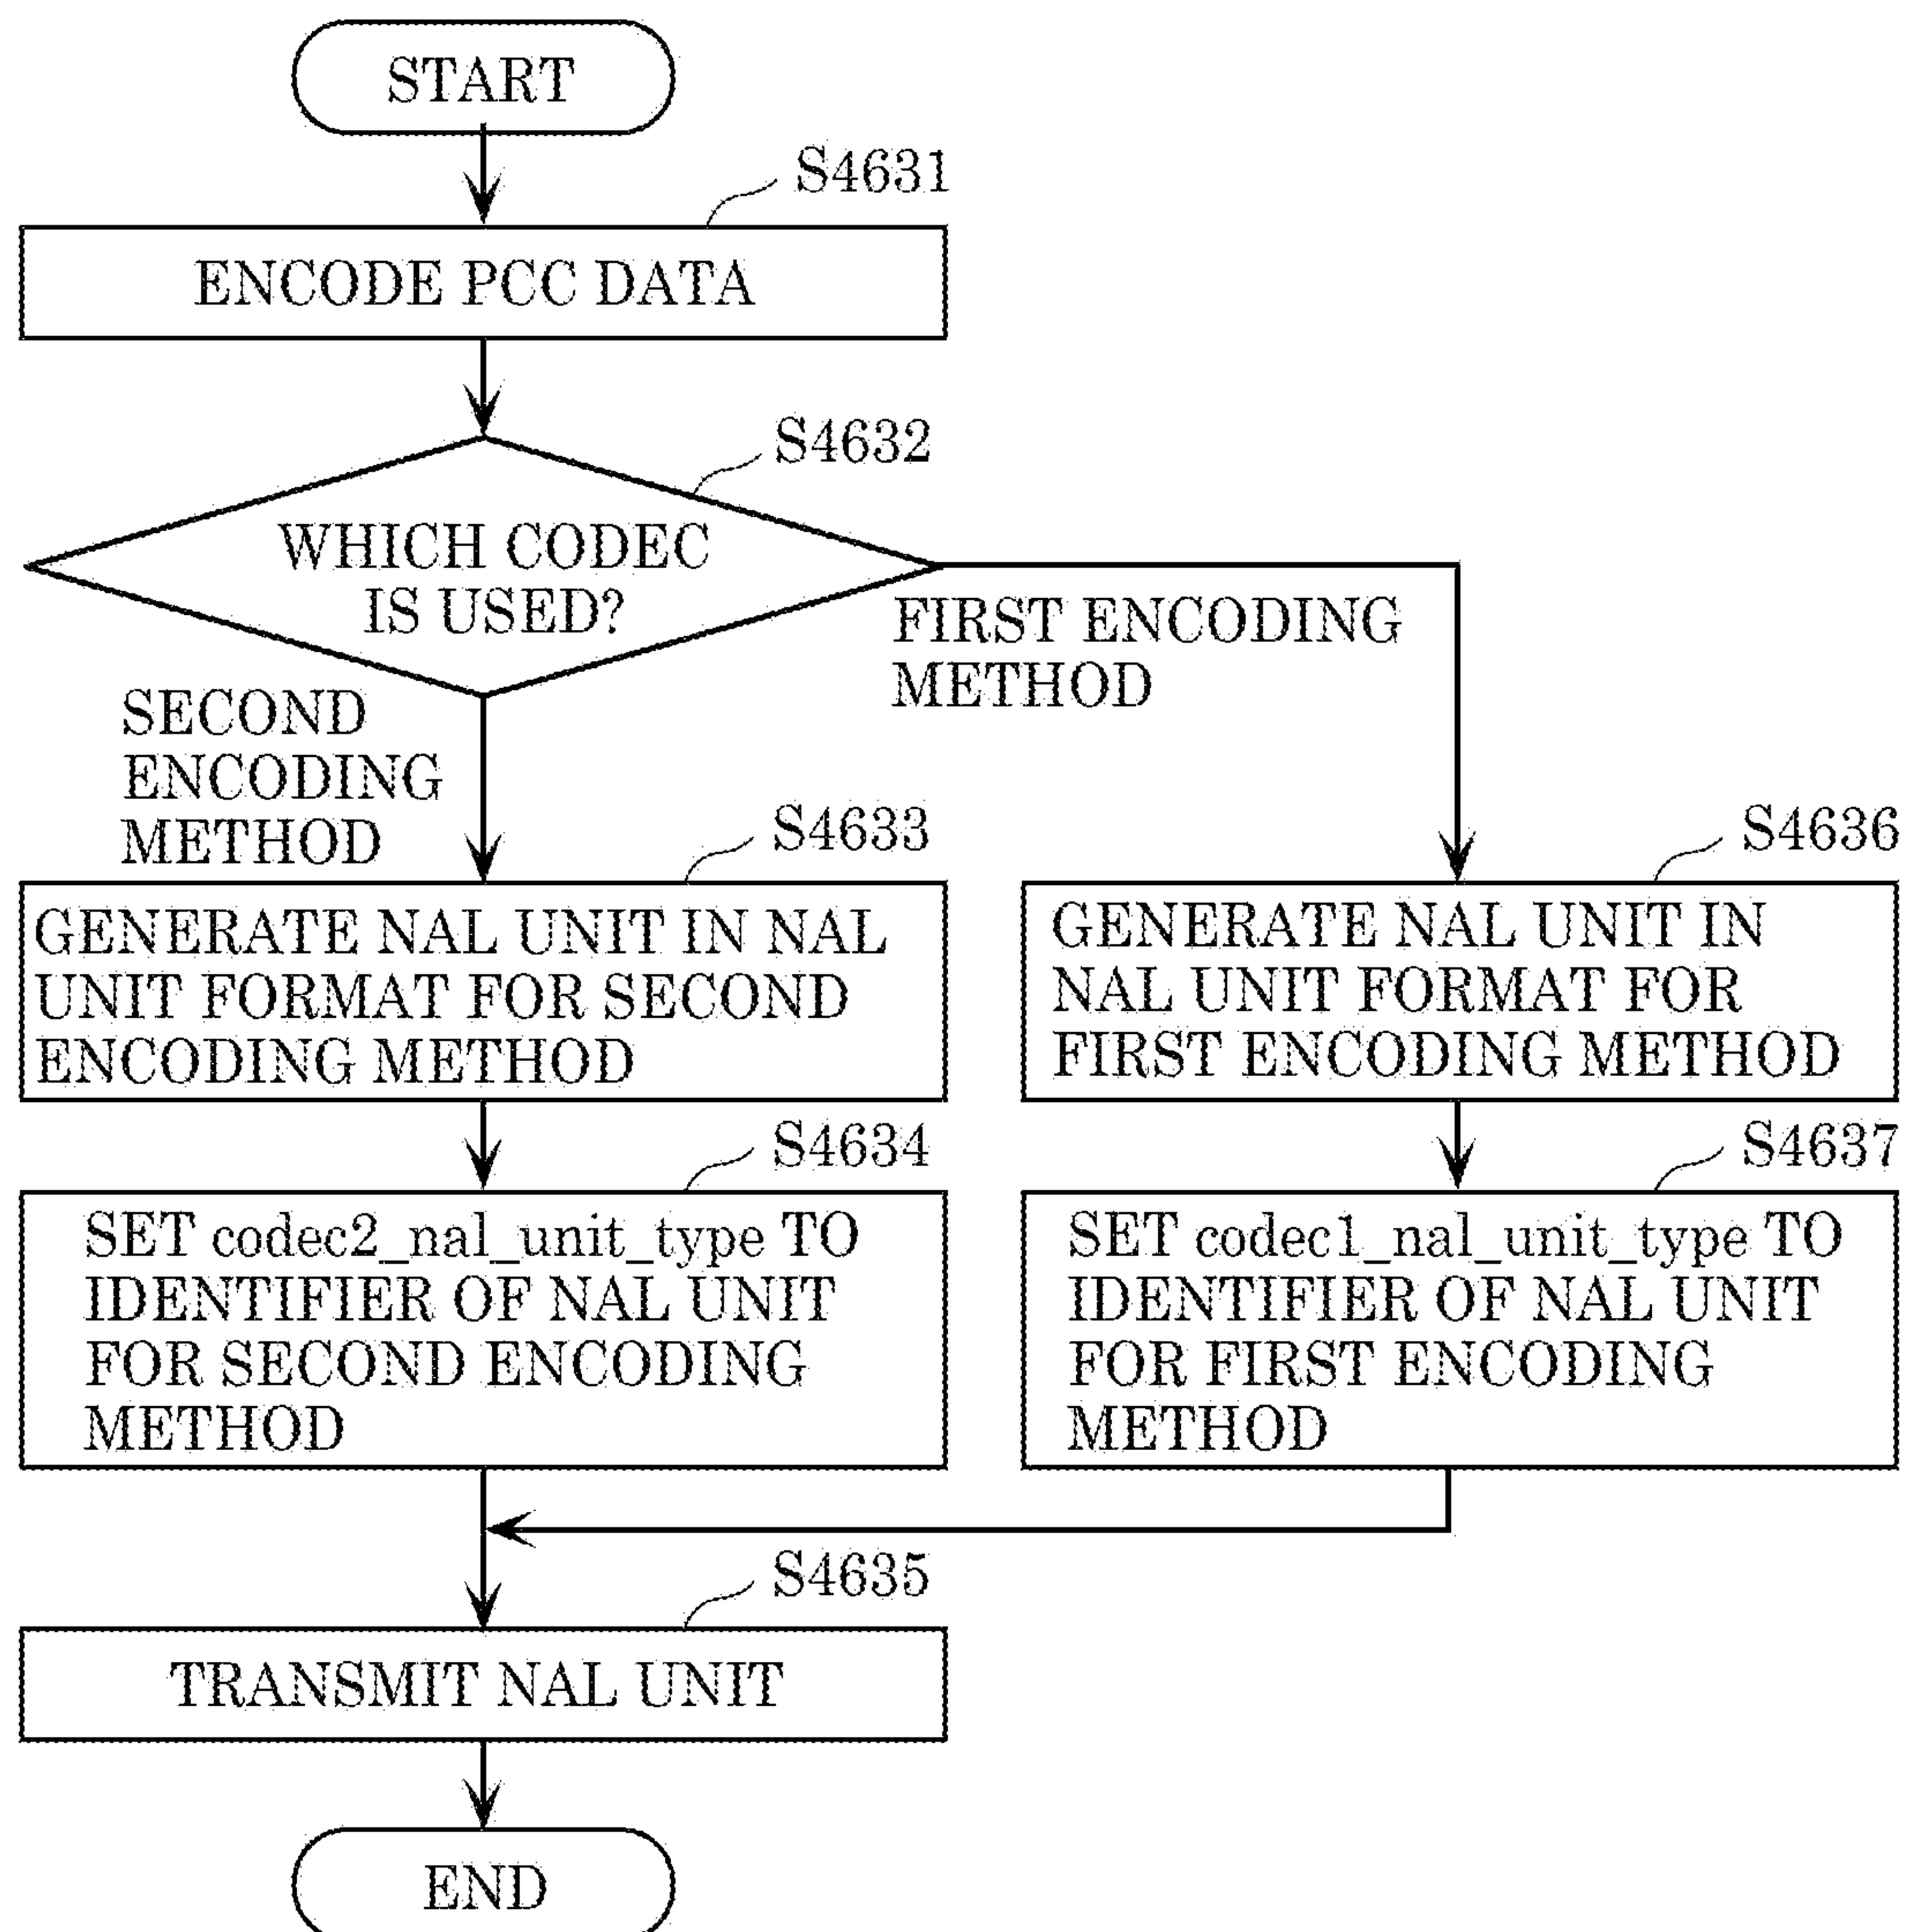 START
S4631
ENCODE PCC DATA
S4632
WHICH CODEC
IS USED?
FIRST ENCODING
METHOD
SECOND
ENCODING
METHOD
S4633
GENERATE NAL UNIT IN NAL
UNIT FORMAT FOR SECOND
ENCODING METHOD
S4636
GENERATE NAL UNIT IN
NAL UNIT FORMAT FOR
FIRST ENCODING METHOD
S4634
SET codec2_nal_unit_type TO
IDENTIFIER OF NAL UNIT
FOR SECOND ENCODING
METHOD
S4637
SET codec1_nal_unit_type TO
IDENTIFIER OF NAL UNIT
FOR FIRST ENCODING
METHOD
S4635
TRANSMIT NAL UNIT
END